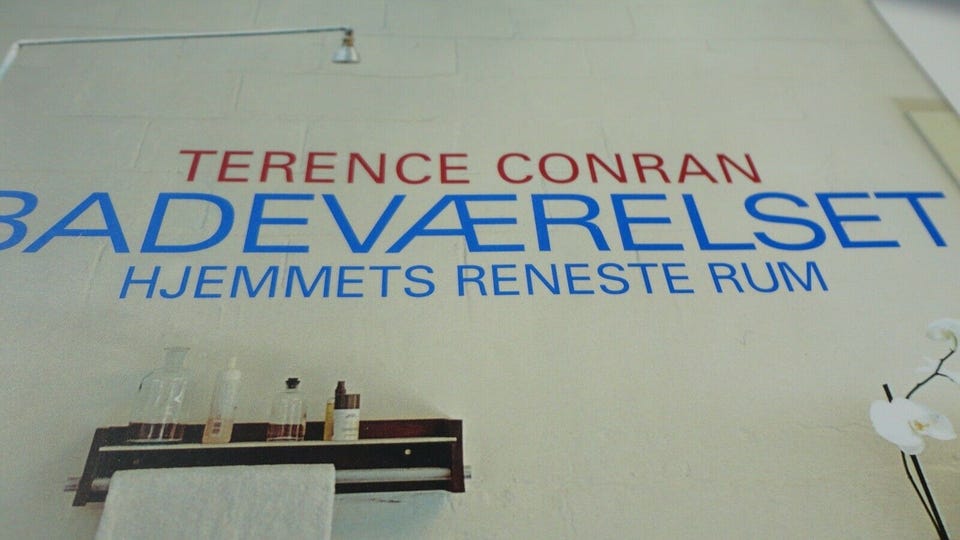 TERENCE CONRAN
BADEVÆRELSET
HJEMMETS RENESTE RUM